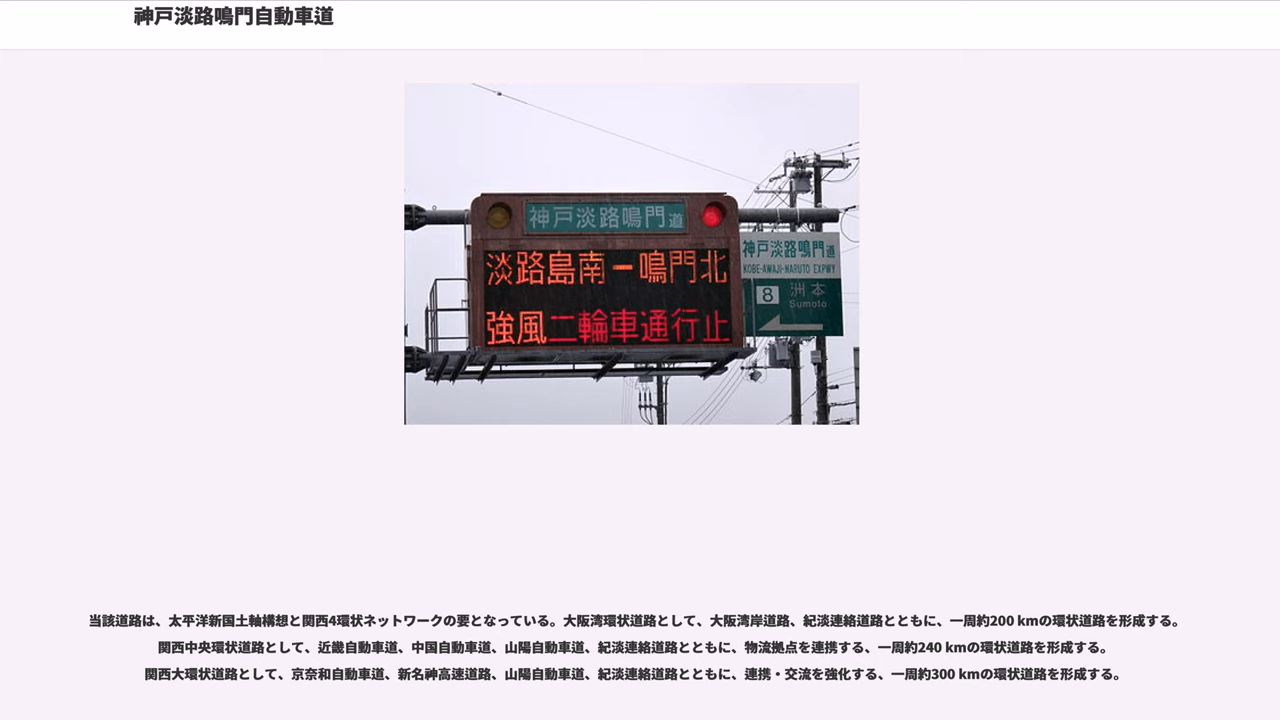 神戸淡路鳴門自動車道
神戸淡路鳴門道
淡路島南ー鳴門北
強風二輪車通行止
神戸淡路鳴門道
KOBE-AWAJI-NARUTO EXPWY
8 洲本
Sumoto
当該道路は、太平洋新国土軸構想と関西4環状ネットワークの要となっている。大阪湾環状道路として、大阪湾岸道路、紀淡連絡道路とともに、一周約200 kmの環状道路を形成する。
関西中央環状道路として、近畿自動車道、中国自動車道、山陽自動車道、紀淡連絡道路とともに、物流拠点を連携する、一周約240 kmの環状道路を形成する。
関西大環状道路として、京奈和自動車道、新名神高速道路、山陽自動車道、紀淡連絡道路とともに、連携・交流を強化する、一周約300 kmの環状道路を形成する。